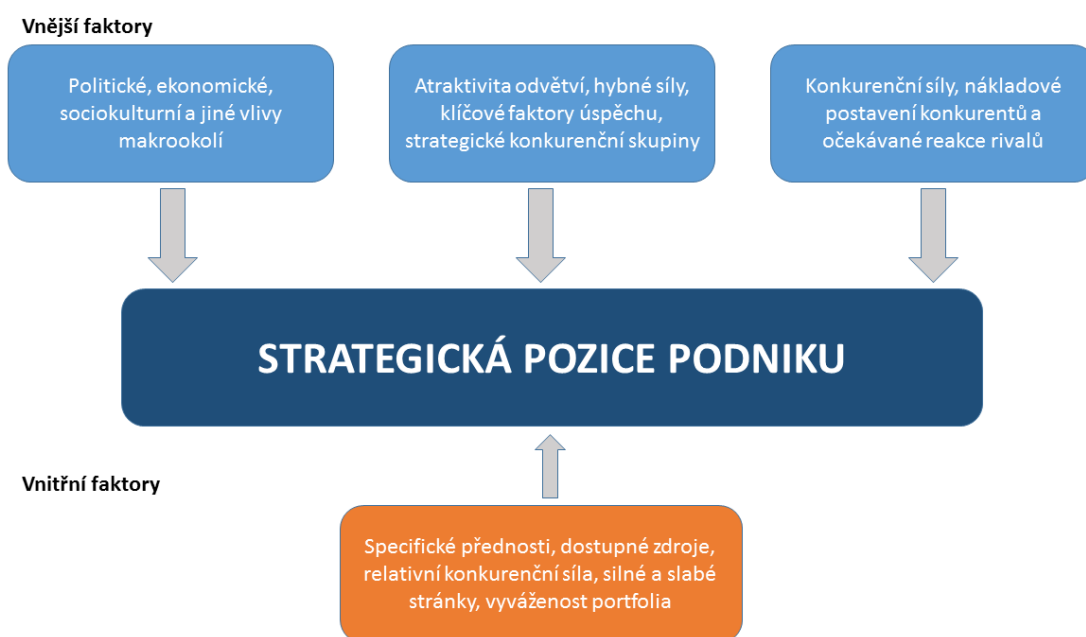 Vnější faktory
Politické, ekonomické,
sociokulturní a jiné vlivy
makrookolí
Atraktivita odvětví, hybné síly,
klíčové faktory úspěchu,
strategické konkurenční skupiny
Konkurenční síly, nákladové
postavení konkurentů a
očekávané reakce rivalů
STRATEGICKÁ POZICE PODNIKU
Vnitřní faktory
Specifické přednosti, dostupné zdroje,
relativní konkurenční síla, silné a slabé
stránky, vyváženost portfolia